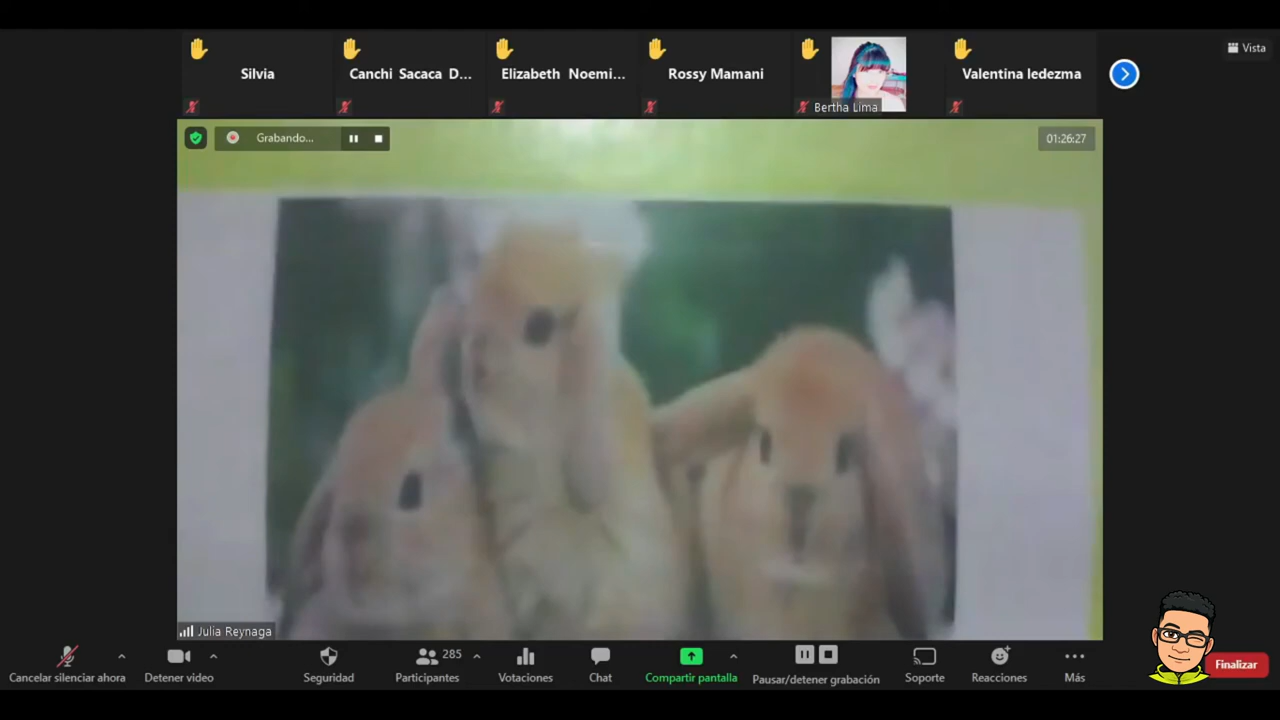 Vista
Silvia
Canchi Sacaca D...
Elizabeth Noemi...
Rossy Mamani
Bertha Lima
Valentina ledezma
Grabando...
01:26:27
Julia Reynaga
Cancelar silenciar ahora
Detener video
Seguridad
285
Participantes
Votaciones
Chat
Compartir pantalla
Pausar/detener grabación
Soporte
Reacciones
Más
Finalizar